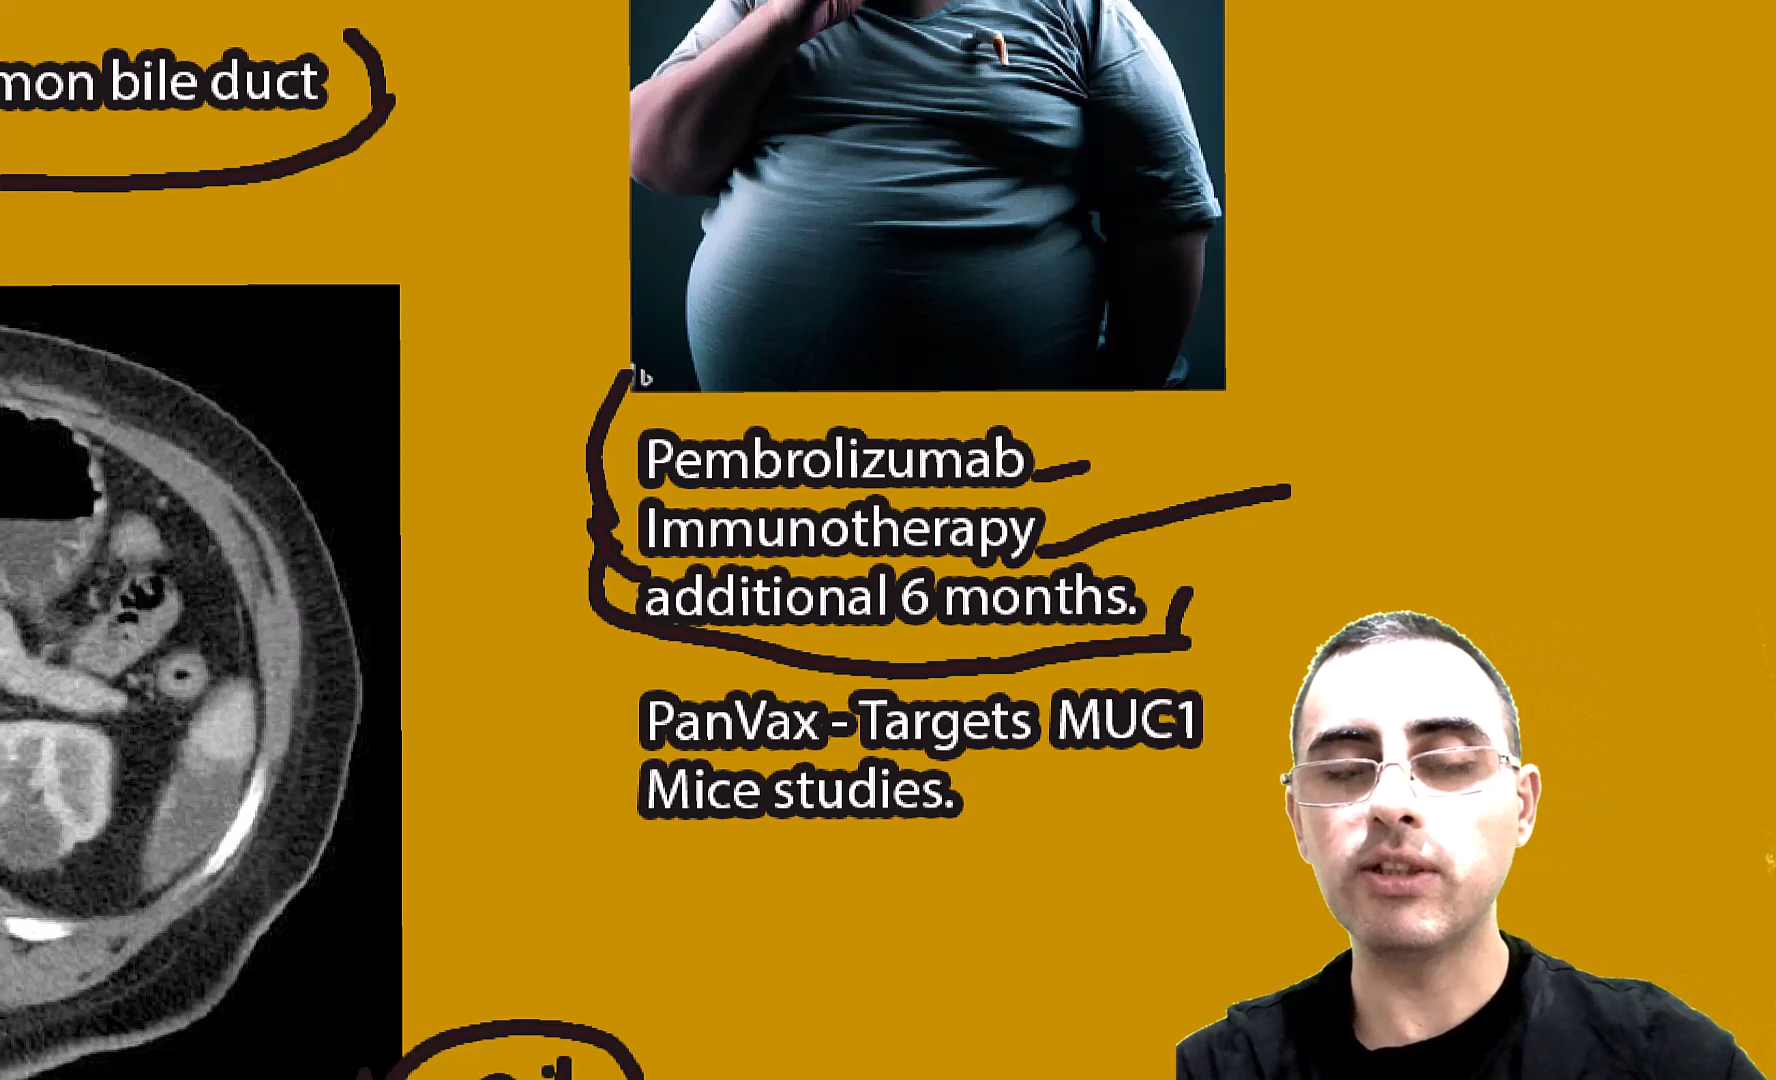 mon bile duct
b
Pembrolizumab
Immunotherapy
additional 6 months.
PanVax - Targets MUC1
Mice studies.